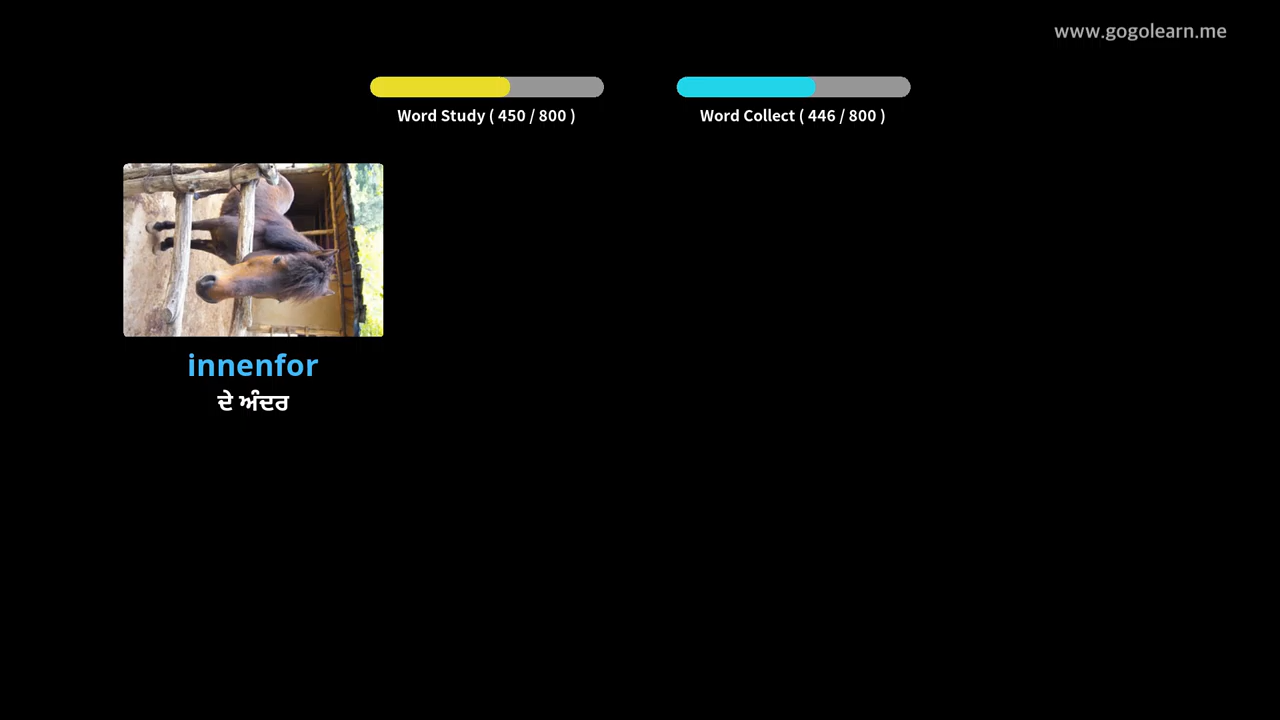 www.gogolearn.me
Word Study ( 450 / 800 )
Word Collect ( 446 / 800 )
innenfor
ਦੇ ਅੰਦਰ